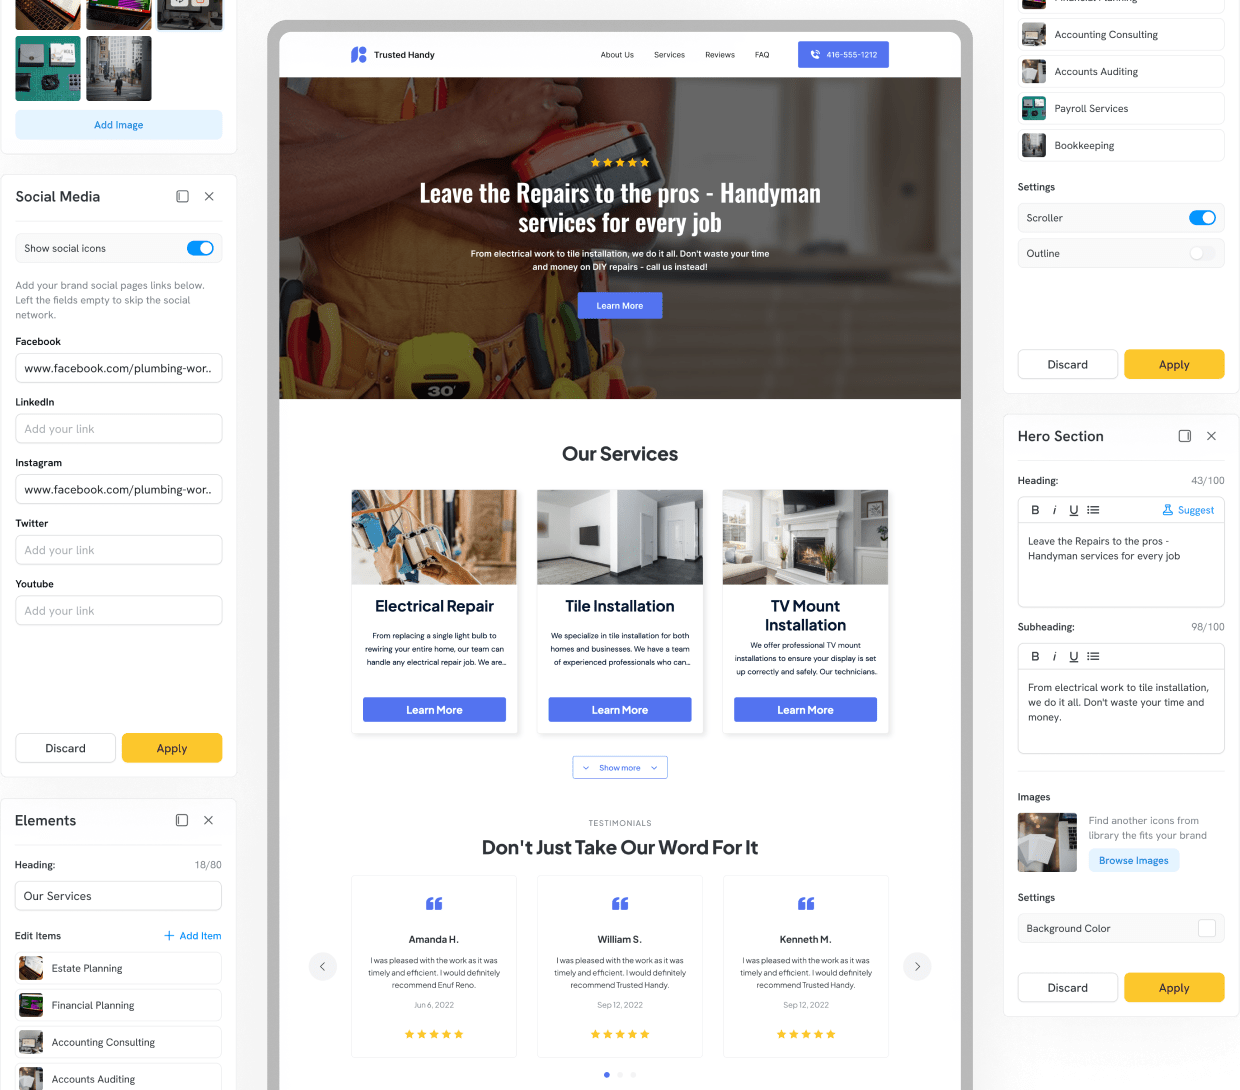 Add Image
Social Media
Show social icons
Add your brand social pages links below.
Left the fields empty to skip the social
network.
Facebook
www.facebook.com/plumbing-wor..
LinkedIn
Add your link
Instagram
www.facebook.com/plumbing-wor..
Twitter
Add your link
Youtube
Add your link
Discard
Apply
Elements
Heading:
18/80
Our Services
Edit Items
Add Item
Estate Planning
Financial Planning
Accounting Consulting
Accounts Auditing
Trusted Handy
About Us
Services
Reviews
FAQ
416-555-1212
Leave the Repairs to the pros - Handyman
services for every job
From electrical work to tile installation, we do it all. Don't waste your time
and money on DIY repairs - call us instead!
Learn More
30'
Our Services
Electrical Repair
From replacing a single light bulb to
rewiring your entire home, our team can
handle any electrical repair job. We are...
Learn More
Tile Installation
We specialize in tile installation for both
homes and businesses. We have a team
of experienced professionals who can...
Learn More
TV Mount
Installation
We offer professional TV mount
installations to ensure your display is set
up correctly and safely. Our technicians.
Learn More
Show more
TESTIMONIALS
Don't Just Take Our Word For It
Amanda H.
I was pleased with the work as it was
timely and efficient. I would definitely
recommend Enuf Reno.
Jun 6, 2022
William S.
I was pleased with the work as it was
timely and efficient. I would definitely
recommend Trusted Handy.
Sep 12, 2022
Kenneth M.
I was pleased with the work as it was
timely and efficient. I would definitely
recommend Trusted Handy.
Sep 12, 2022
Financial Planning
Accounting Consulting
Accounts Auditing
Payroll Services
Bookkeeping
Settings
Scroller
Outline
Discard
Apply
Hero Section
Heading:
43/100
B i U
Suggest
Leave the Repairs to the pros -
Handyman services for every job
Subheading:
98/100
B i U
From electrical work to tile installation,
we do it all. Don't waste your time and
money.
Images
Find another icons from
library the fits your brand
Browse Images
Settings
Background Color
Discard
Apply